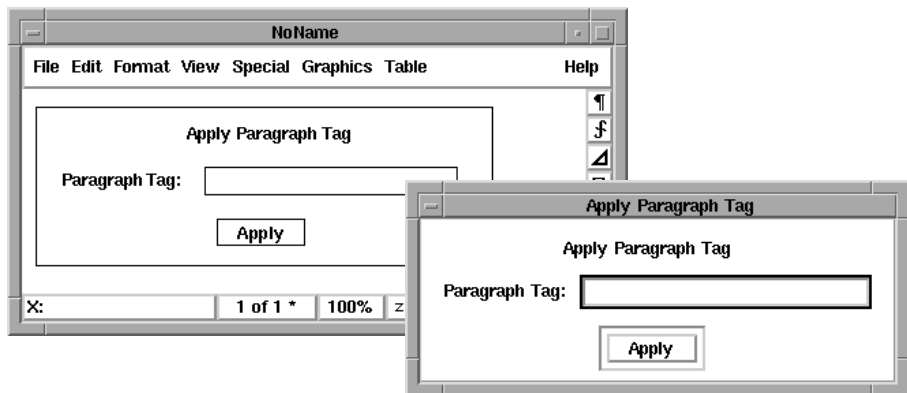 NoName
File Edit Format View Special Graphics Table Help
¶
Apply Paragraph Tag
Paragraph Tag:
Apply
X: 1 of 1 * 100% z
Apply Paragraph Tag
Apply Paragraph Tag
Paragraph Tag:
Apply